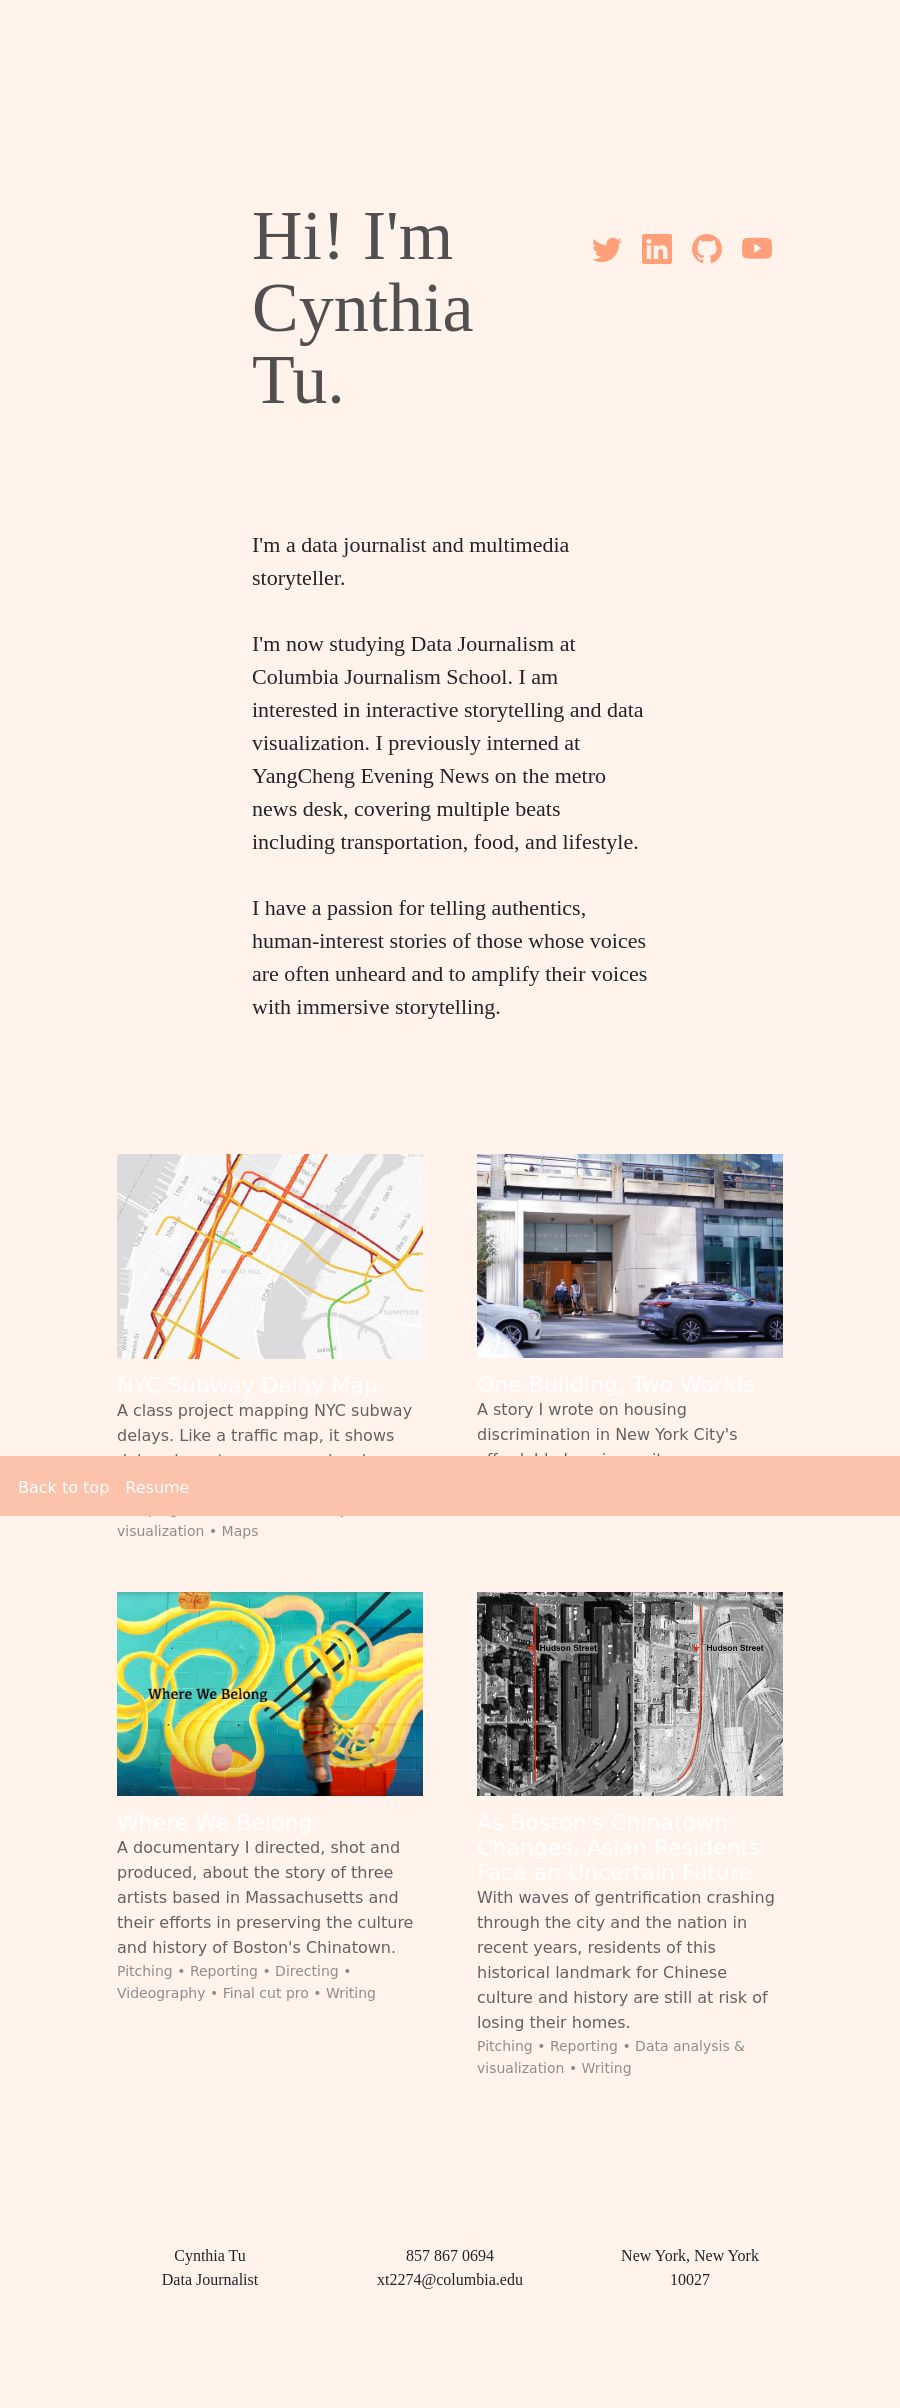 Hi! I'm
Cynthia
Tu.
I'm a data journalist and multimedia
storyteller.
I'm now studying Data Journalism at
Columbia Journalism School. I am
interested in interactive storytelling and data
visualization. I previously interned at
YangCheng Evening News on the metro
news desk, covering multiple beats
including transportation, food, and lifestyle.
I have a passion for telling authentics,
human-interest stories of those whose voices
are often unheard and to amplify their voices
with immersive storytelling.
MURRAY HILL
SUNNYSIDE
NYC Subway Delay Map
A class project mapping NYC subway
delays. Like a traffic map, it shows
One Building, Two Worlds
A story I wrote on housing
discrimination in New York City's
Back to top Resume
visualization • Maps
Life
Where We Belong
Where We Belong
A documentary I directed, shot and
produced, about the story of three
artists based in Massachusetts and
their efforts in preserving the culture
and history of Boston's Chinatown.
Pitching • Reporting • Directing •
Videography • Final cut pro • Writing
Hudson Street
Hudson Street
As Boston's Chinatown
Changes, Asian Residents
Face an Uncertain Future
With waves of gentrification crashing
through the city and the nation in
recent years, residents of this
historical landmark for Chinese
culture and history are still at risk of
losing their homes.
Pitching • Reporting • Data analysis &
visualization • Writing
Cynthia Tu
Data Journalist
857 867 0694
xt2274@columbia.edu
New York, New York
10027